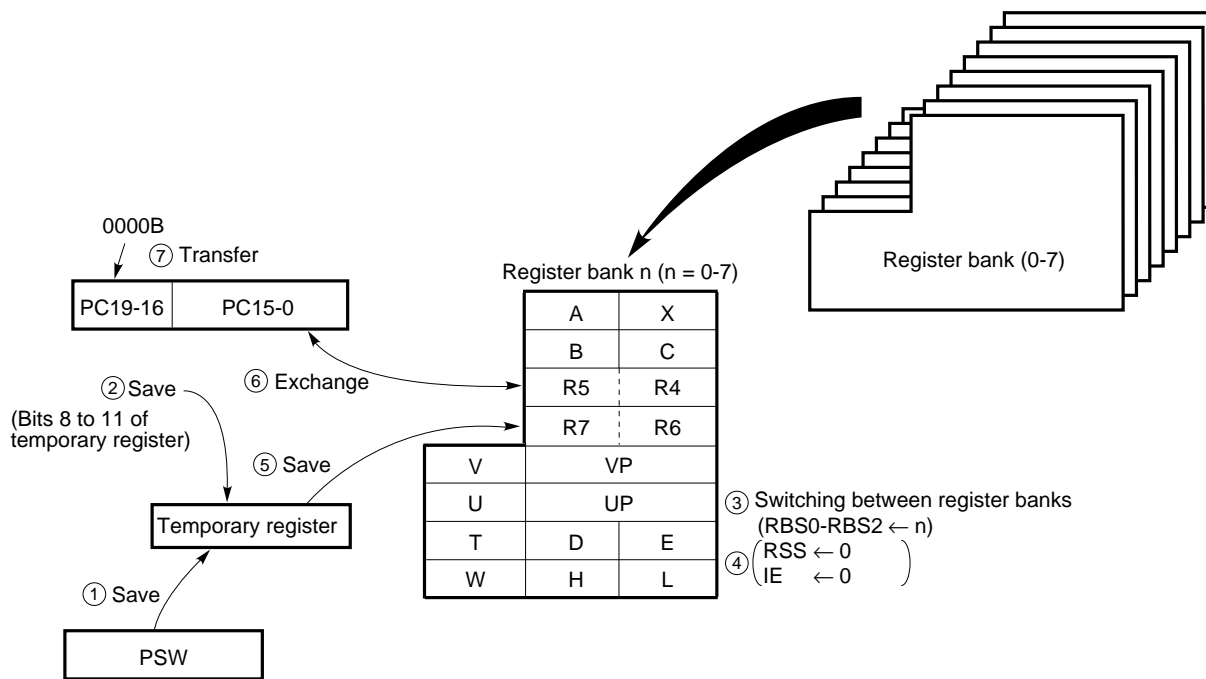 Register bank (0-7)
0000B
⑦ Transfer
PC19-16 PC15-0
⑥ Exchange
② Save
(Bits 8 to 11 of
temporary register)
⑤ Save
Temporary register
① Save
PSW
Register bank n (n = 0-7)
A X
B C
R5 R4
R7 R6
V VP
U UP
T D E
W H L
③ Switching between register banks
(RBS0-RBS2 ← n)
④ (RSS ← 0
IE ← 0)